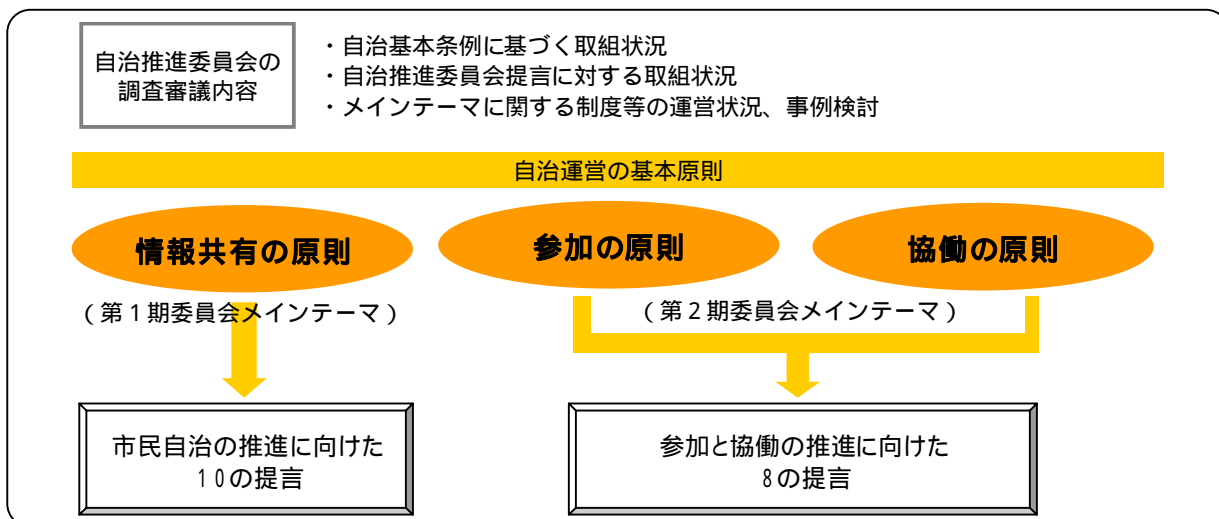 自治推進委員会の
調査審議内容
・自治基本条例に基づく取組状況
・自治推進委員会提言に対する取組状況
・メインテーマに関する制度等の運営状況、事例検討
自治運営の基本原則
情報共有の原則
参加の原則
協働の原則
(第1期委員会メインテーマ)
(第2期委員会メインテーマ)
市民自治の推進に向けた
10の提言
参加と協働の推進に向けた
8の提言